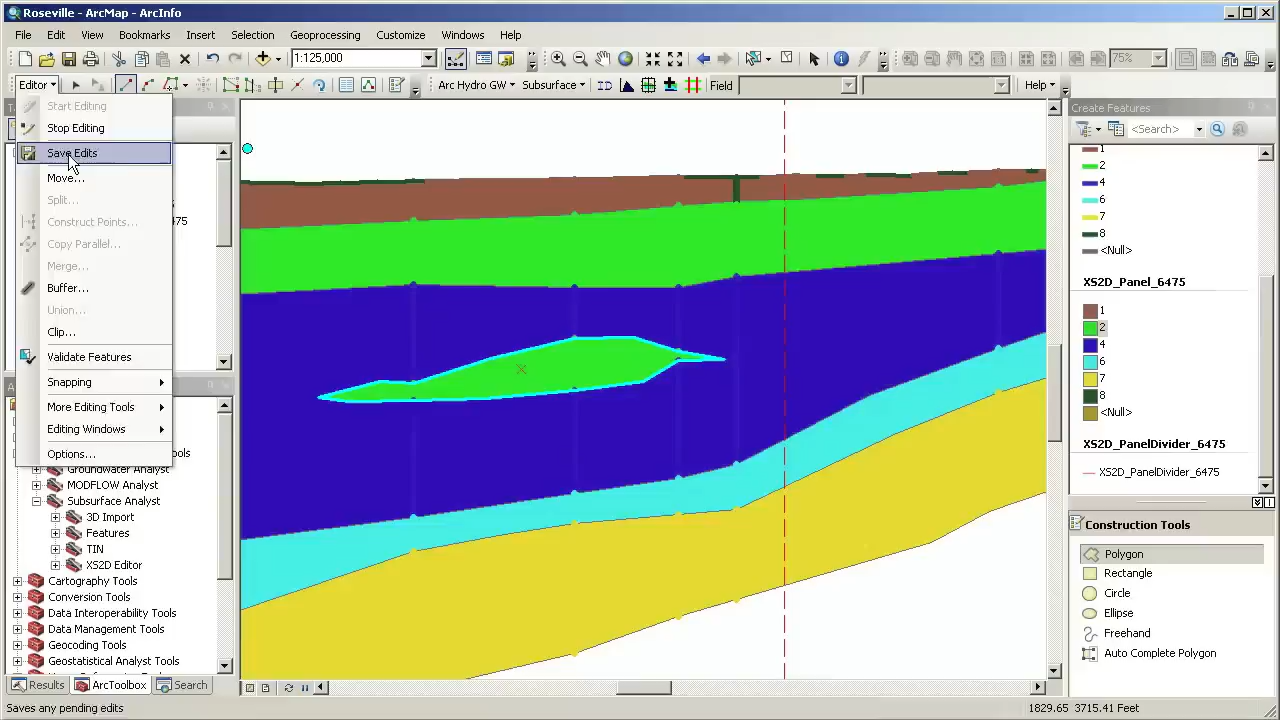 Roseville - ArcMap - ArcInfo
File Edit View Bookmarks Insert Selection Geoprocessing Customize Windows Help
1:125,000
75%
Editor
Arc Hydro GW
Subsurface
ID
Field
Help
Start Editing
Stop Editing
Save Edits
Move...
Split...
Construct Points...
Copy Parallel...
Merge...
Buffer...
Union...
Clip...
Validate Features
Snapping
More Editing Tools
Editing Windows
Options...
Groundwater Analyst
MODFLOW Analyst
Subsurface Analyst
3D Import
Features
TIN
XS2D Editor
Cartography Tools
Conversion Tools
Data Interoperability Tools
Data Management Tools
Geocoding Tools
Geostatistical Analyst Tools
Results
ArcToolbox
Search
Saves any pending edits
1829.65 3715.41 Feet
Create Features
<Search>
1
2
4
6
7
8
<Null>
XS2D_Panel_6475
1
2
4
6
7
8
<Null>
XS2D_PanelDivider_6475
XS2D_PanelDivider_6475
Construction Tools
Polygon
Rectangle
Circle
Ellipse
Freehand
Auto Complete Polygon